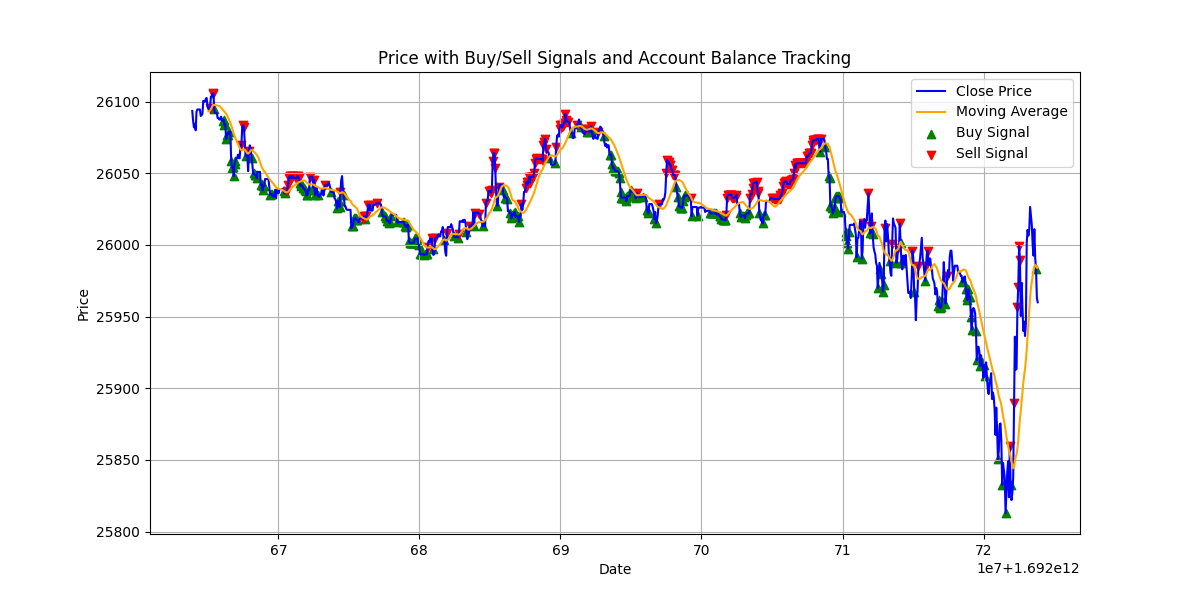 Price with Buy/Sell Signals and Account Balance Tracking
Close Price
Moving Average
Buy Signal
Sell Signal
26100
26050
26000
25950
25900
25850
25800
Price
67 68 69 70 71 72
Date
1e7+1.692e12